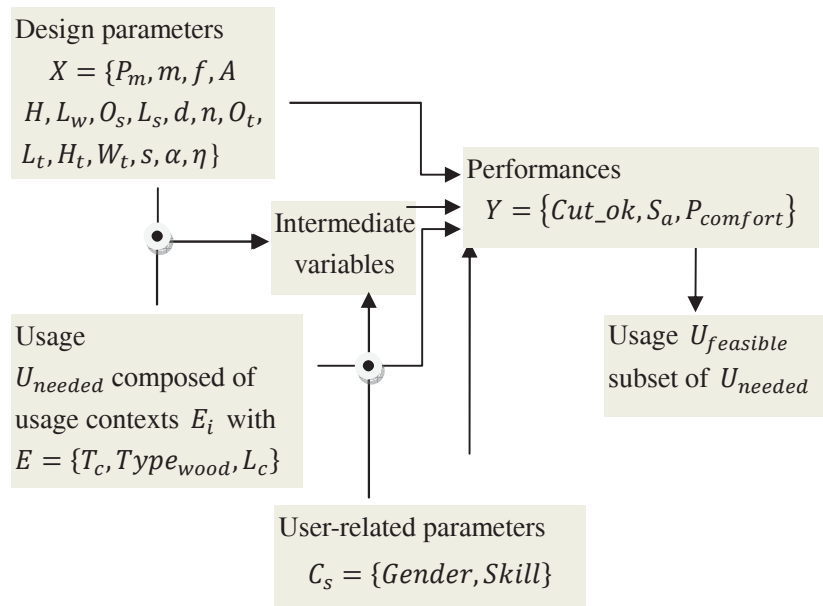 Design parameters
X = {P_m, m, f, A
H, L_w, O_s, L_s, d, n, O_t,
L_t, H_t, W_t, s, α, η}
Performances
Y = {Cut_ok, S_a, P_comfort}
Intermediate
variables
Usage
U_needed composed of
usage contexts E_i with
E = {T_c, Type_wood, L_c}
Usage U_feasible
subset of U_needed
User-related parameters
C_s = {Gender, Skill}